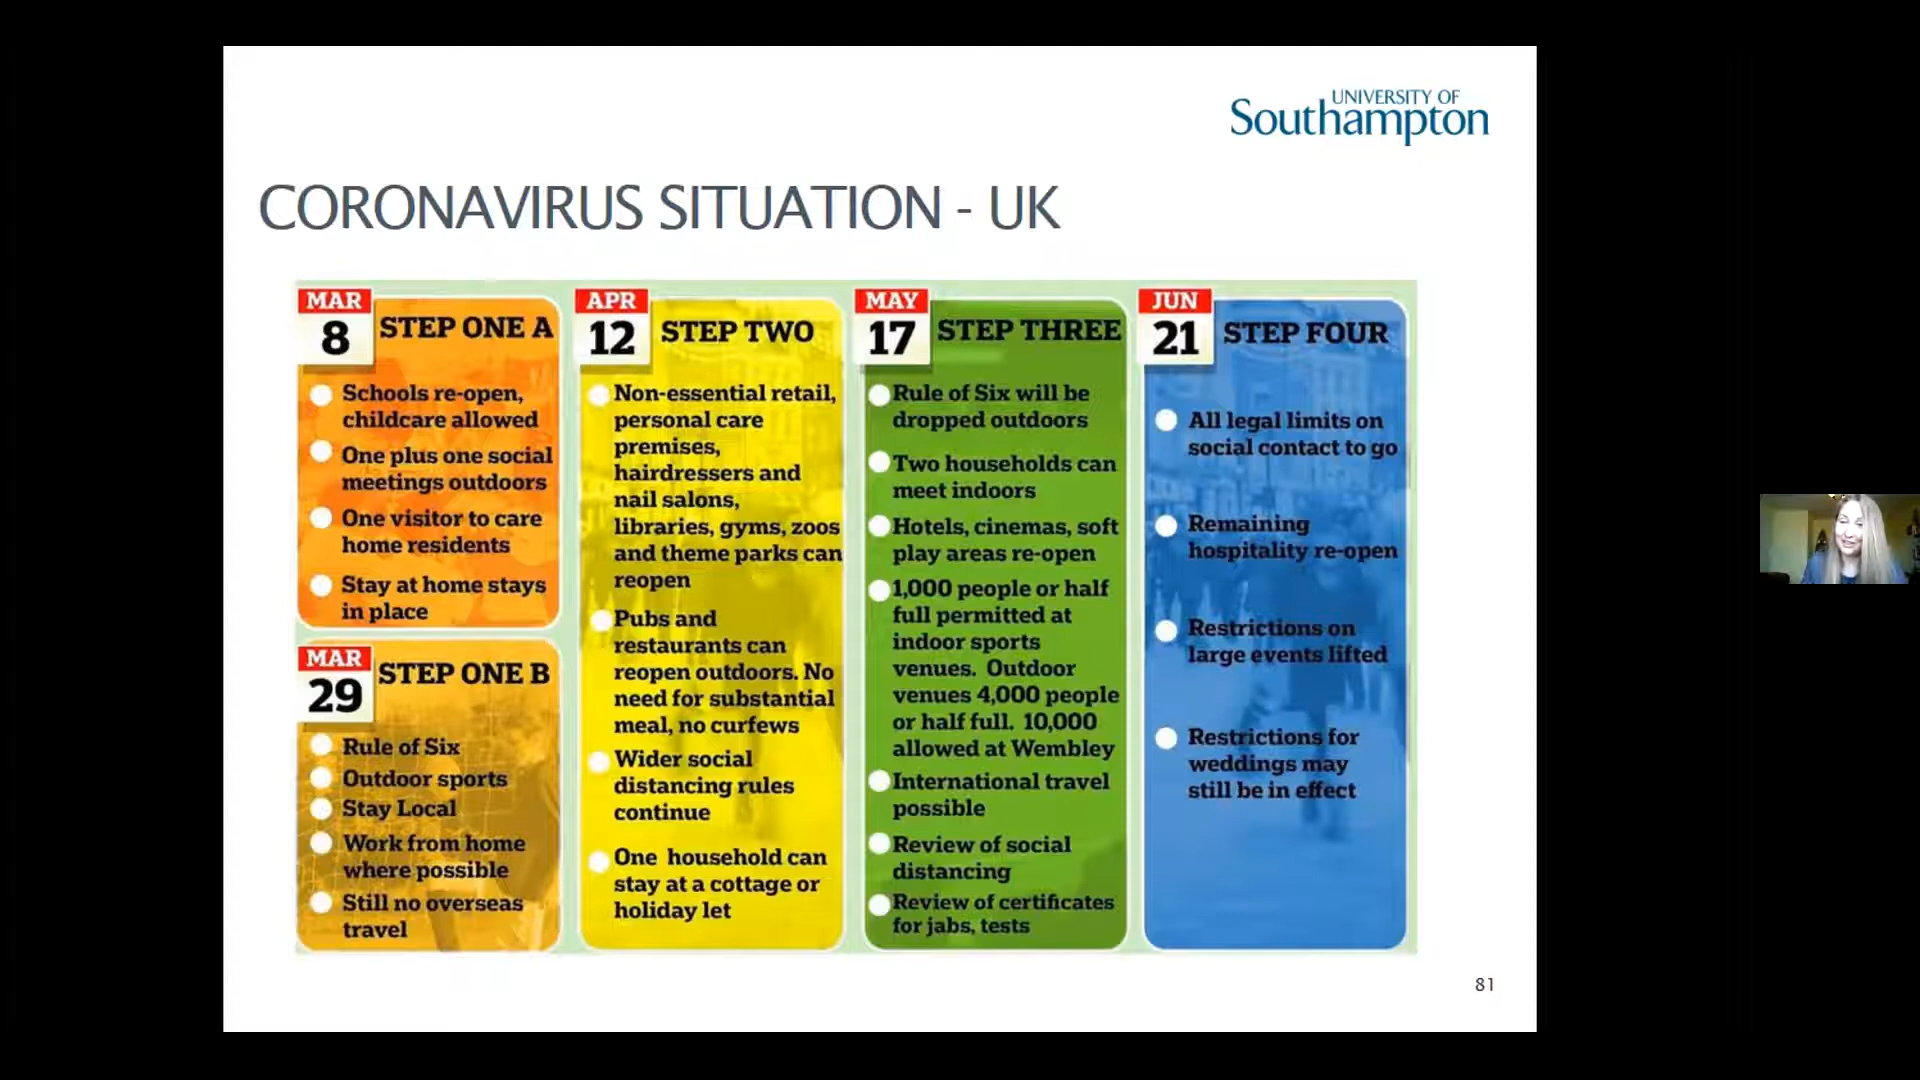 UNIVERSITY OF
Southampton
CORONAVIRUS SITUATION - UK
MAR
8
STEP ONE A
Schools re-open,
childcare allowed
One plus one social
meetings outdoors
One visitor to care
home residents
Stay at home stays
in place
MAR
29
STEP ONE B
Rule of Six
Outdoor sports
Stay Local
Work from home
where possible
Still no overseas
travel
APR
12
STEP TWO
Non-essential retail,
personal care
premises,
hairdressers and
nail salons,
libraries, gyms, zoos
and theme parks can
reopen
Pubs and
restaurants can
reopen outdoors. No
need for substantial
meal, no curfews
Wider social
distancing rules
continue
One household can
stay at a cottage or
holiday let
MAY
17
STEP THREE
Rule of Six will be
dropped outdoors
Two households can
meet indoors
Hotels, cinemas, soft
play areas re-open
1,000 people or half
full permitted at
indoor sports
venues. Outdoor
venues 4,000 people
or half full. 10,000
allowed at Wembley
International travel
possible
Review of social
distancing
Review of certificates
for jabs, tests
JUN
21
STEP FOUR
All legal limits on
social contact to go
Remaining
hospitality re-open
Restrictions on
large events lifted
Restrictions for
weddings may
still be in effect
81